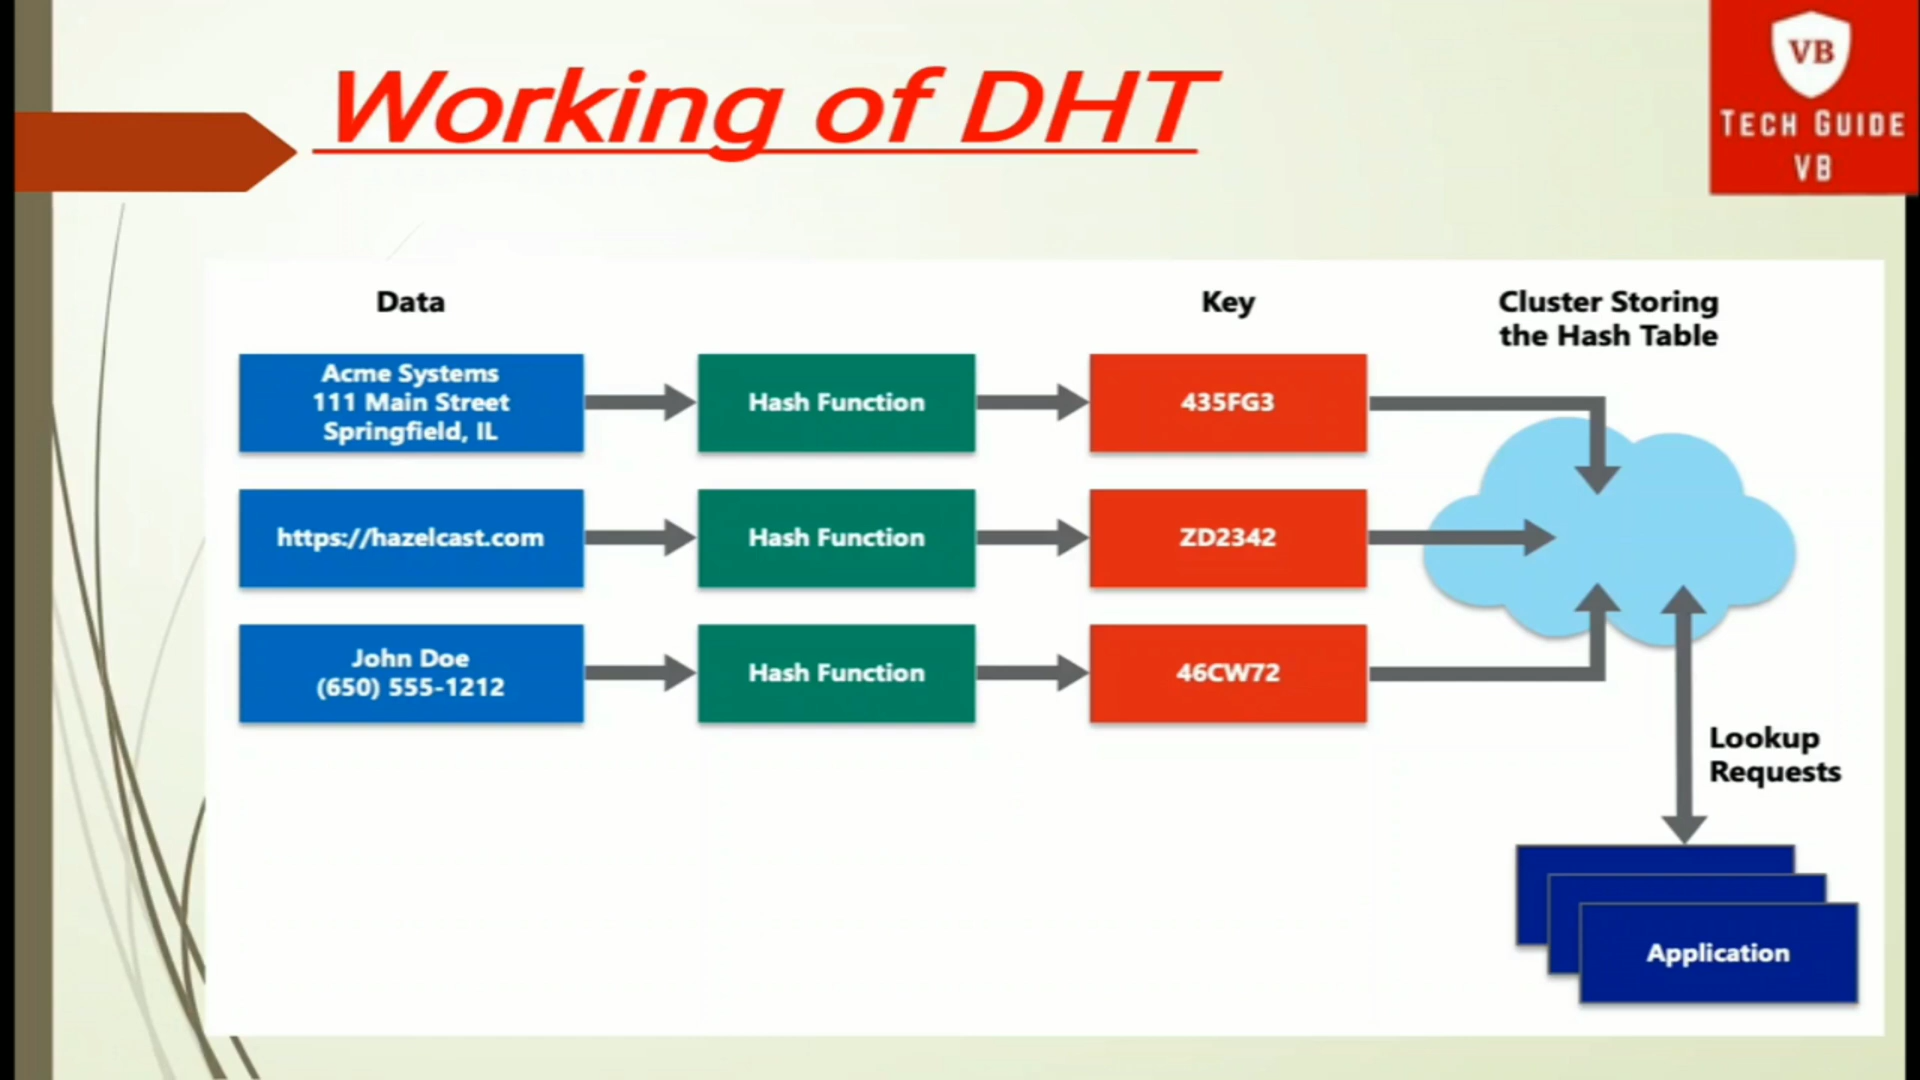 Working of DHT
VB
TECH GUIDE
VB
Data
Key
Cluster Storing
the Hash Table
Acme Systems
111 Main Street
Springfield, IL
Hash Function
435FG3
https://hazelcast.com
Hash Function
ZD2342
John Doe
(650) 555-1212
Hash Function
46CW72
Lookup
Requests
Application